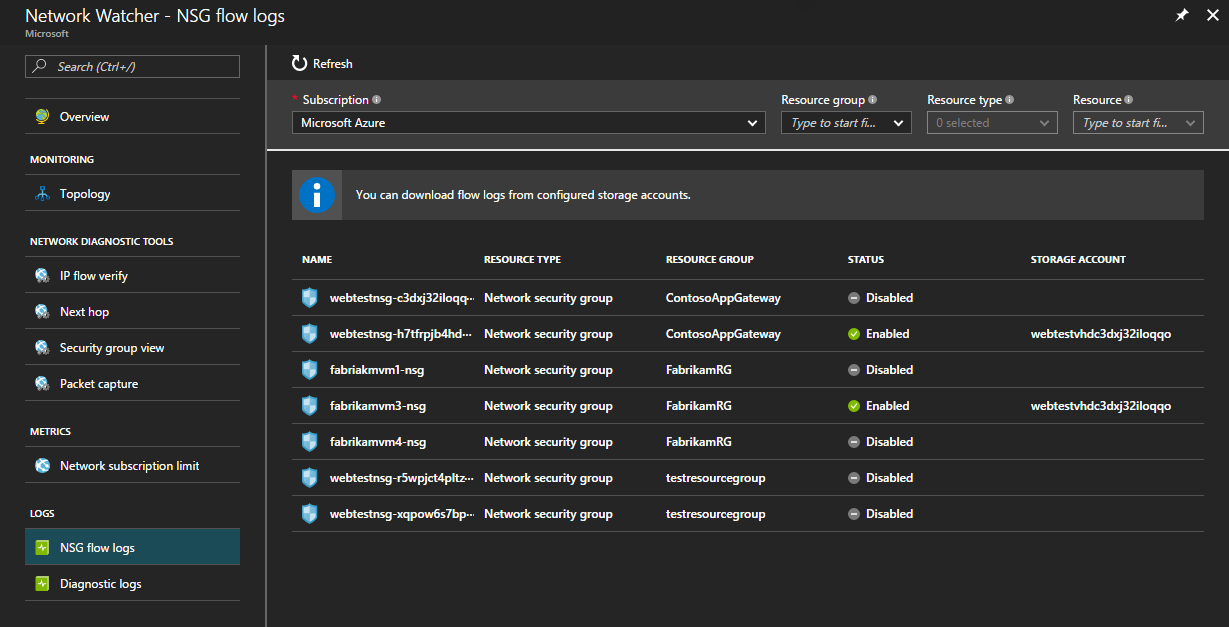 Network Watcher - NSG flow logs
Microsoft
Search (Ctrl+/)
Overview
MONITORING
Topology
NETWORK DIAGNOSTIC TOOLS
IP flow verify
Next hop
Security group view
Packet capture
METRICS
Network subscription limit
LOGS
NSG flow logs
Diagnostic logs
Refresh
* Subscription Resource group Resource type Resource
Microsoft Azure Type to start fi... 0 selected Type to start fi...
You can download flow logs from configured storage accounts.
NAME RESOURCE TYPE RESOURCE GROUP STATUS STORAGE ACCOUNT
webtestnsg-c3dxj32iloqq... Network security group ContosoAppGateway Disabled
webtestnsg-h7tfrpjb4hd... Network security group ContosoAppGateway Enabled webtestvhdc3dxj32iloqqo
fabriakmvm1-nsg Network security group FabrikamRG Disabled
fabrikamvm3-nsg Network security group FabrikamRG Enabled webtestvhdc3dxj32iloqqo
fabrikamvm4-nsg Network security group FabrikamRG Disabled
webtestnsg-r5wpjct4pltz... Network security group testresourcegroup Disabled
webtestnsg-xqpow6s7bp... Network security group testresourcegroup Disabled